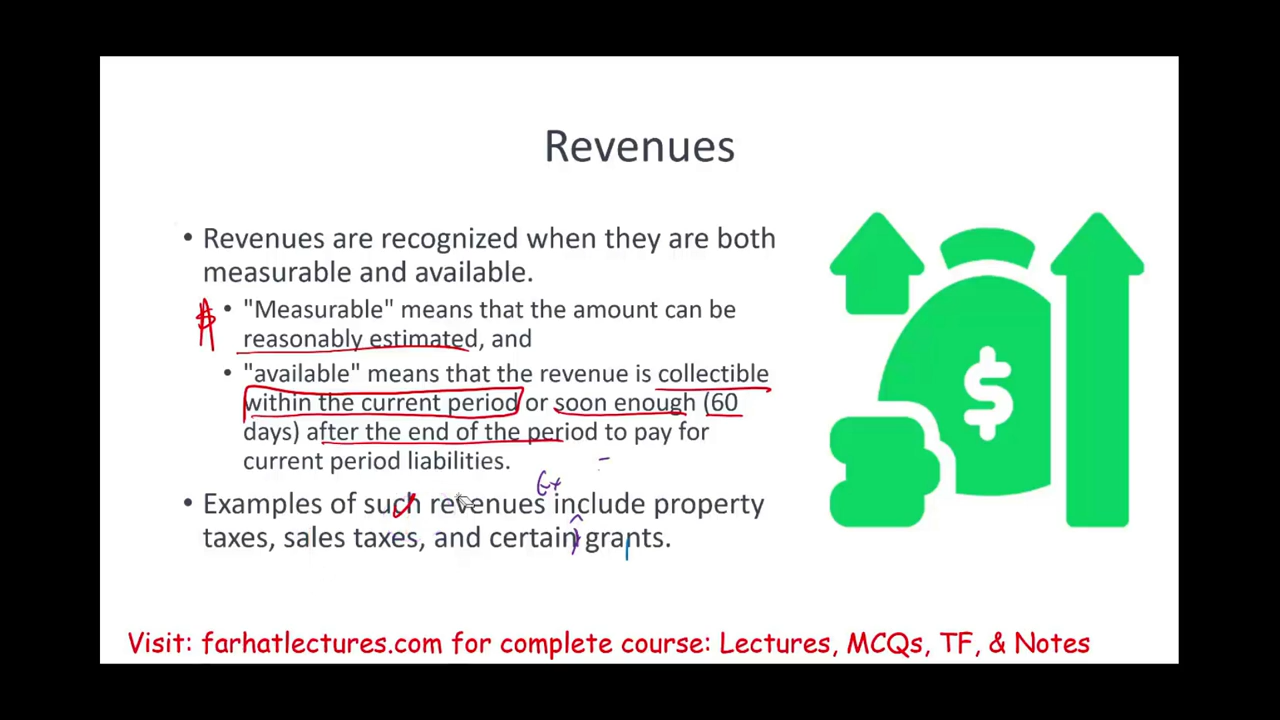 Revenues
• Revenues are recognized when they are both
measurable and available.
• "Measurable" means that the amount can be
reasonably estimated, and
• "available" means that the revenue is collectible
within the current period or soon enough (60
days) after the end of the period to pay for
current period liabilities.
• Examples of such revenues include property
taxes, sales taxes, and certain grants.
$
Visit: farhatlectures.com for complete course: Lectures, MCQs, TF, & Notes